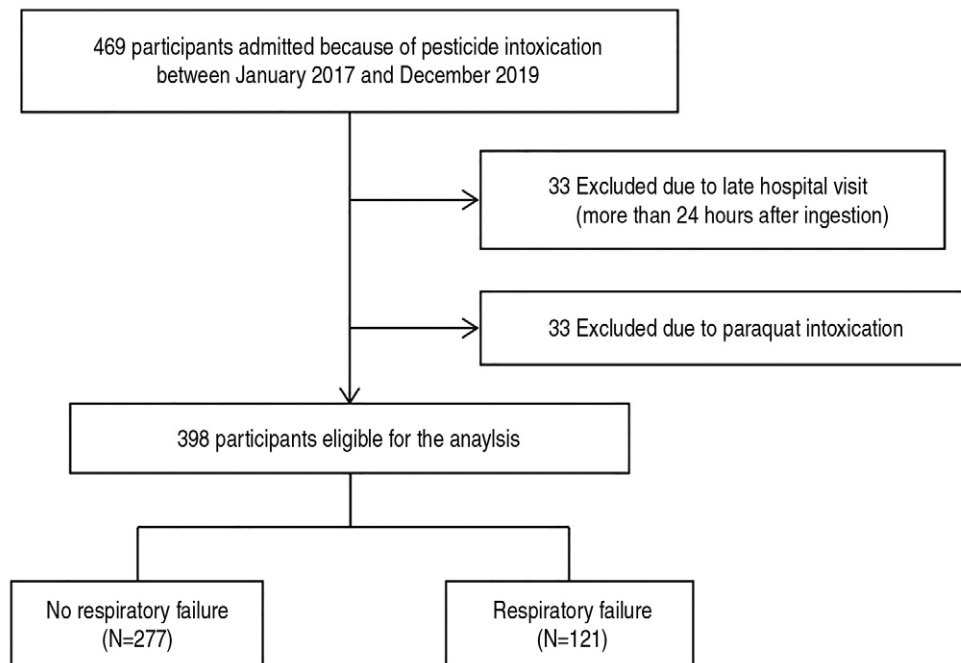 469 participants admitted because of pesticide intoxication
between January 2017 and December 2019
33 Excluded due to late hospital visit
(more than 24 hours after ingestion)
33 Excluded due to paraquat intoxication
398 participants eligible for the anaylsis
No respiratory failure
(N=277)
Respiratory failure
(N=121)